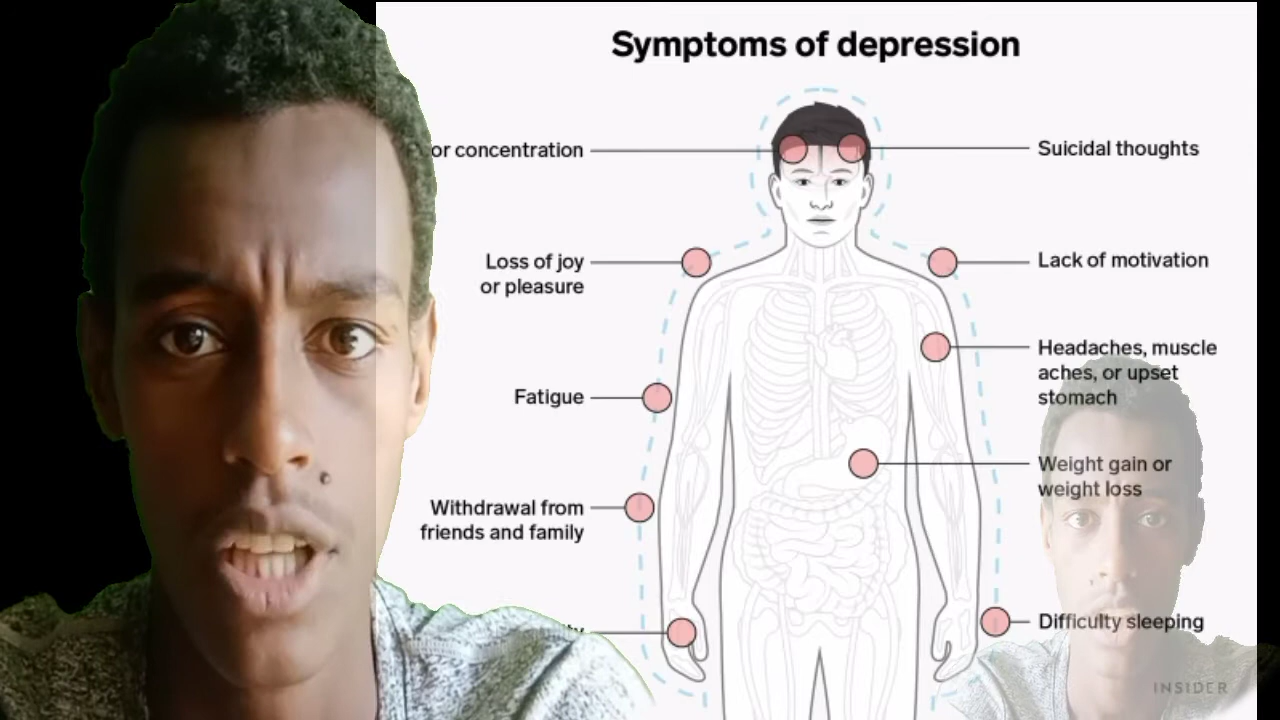 Symptoms of depression
or concentration
Suicidal thoughts
Loss of joy
or pleasure
Lack of motivation
Headaches, muscle
aches, or upset
stomach
Fatigue
Weight gain or
weight loss
Withdrawal from
friends and family
ity
Difficulty sleeping
INSIDER